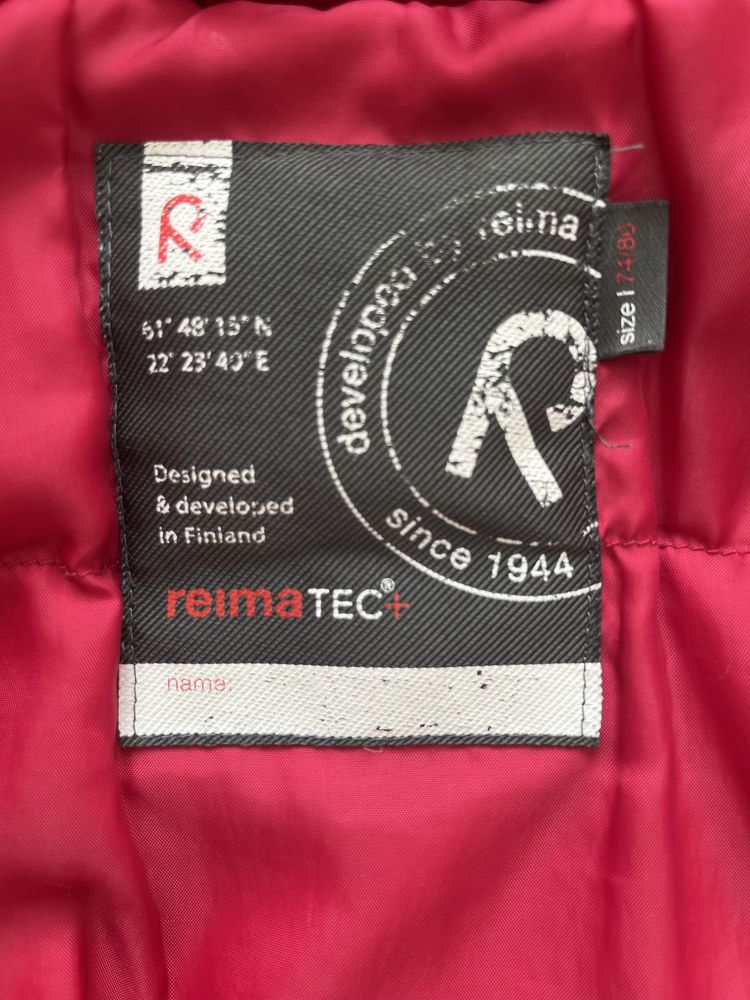 R
61° 48' 15" N
22° 23' 40" E
developed by reima
R
since 1944
size | 74/80
Designed
& developed
in Finland
reimaTEC®+
name: